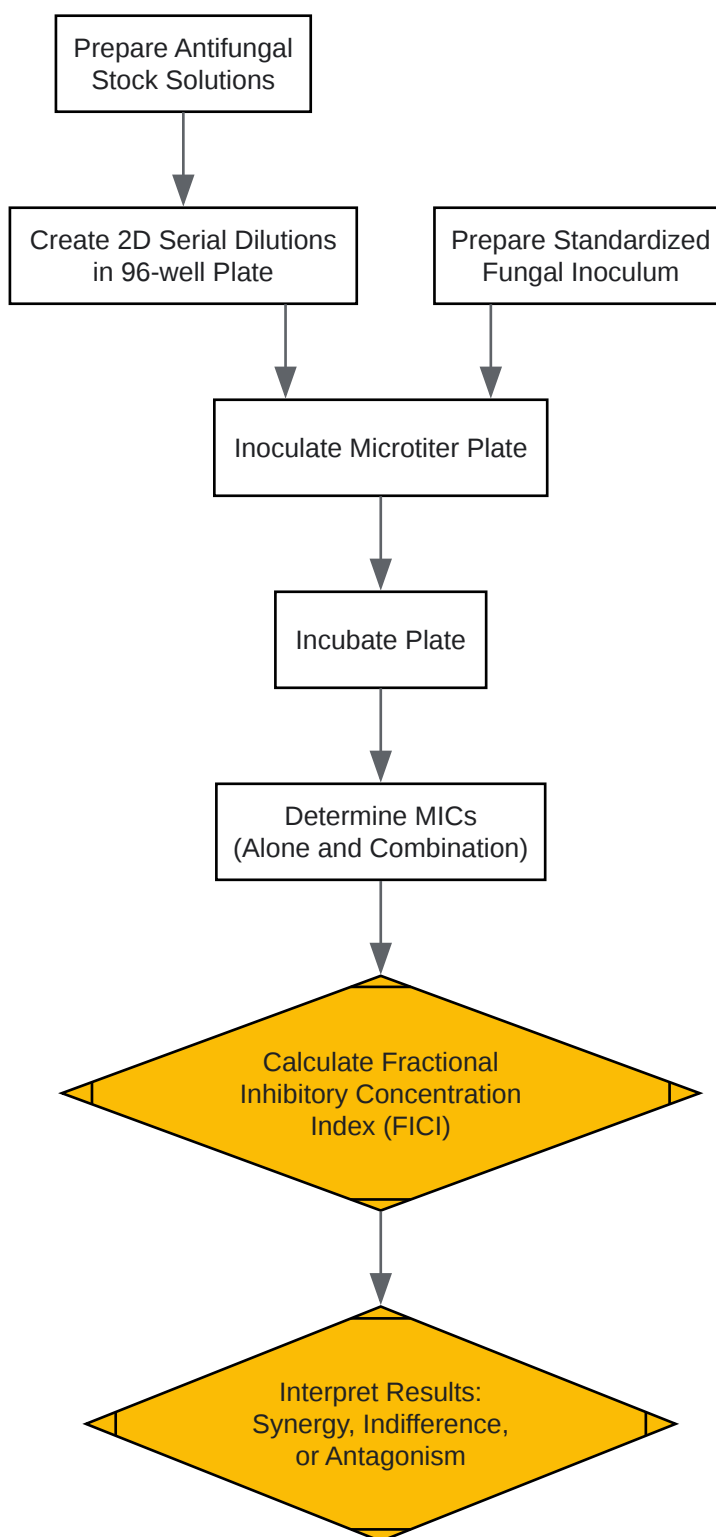 Prepare Antifungal
Stock Solutions
Create 2D Serial Dilutions
in 96-well Plate
Prepare Standardized
Fungal Inoculum
Inoculate Microtiter Plate
Incubate Plate
Determine MICs
(Alone and Combination)
Calculate Fractional
Inhibitory Concentration
Index (FICI)
Interpret Results:
Synergy, Indifference,
or Antagonism